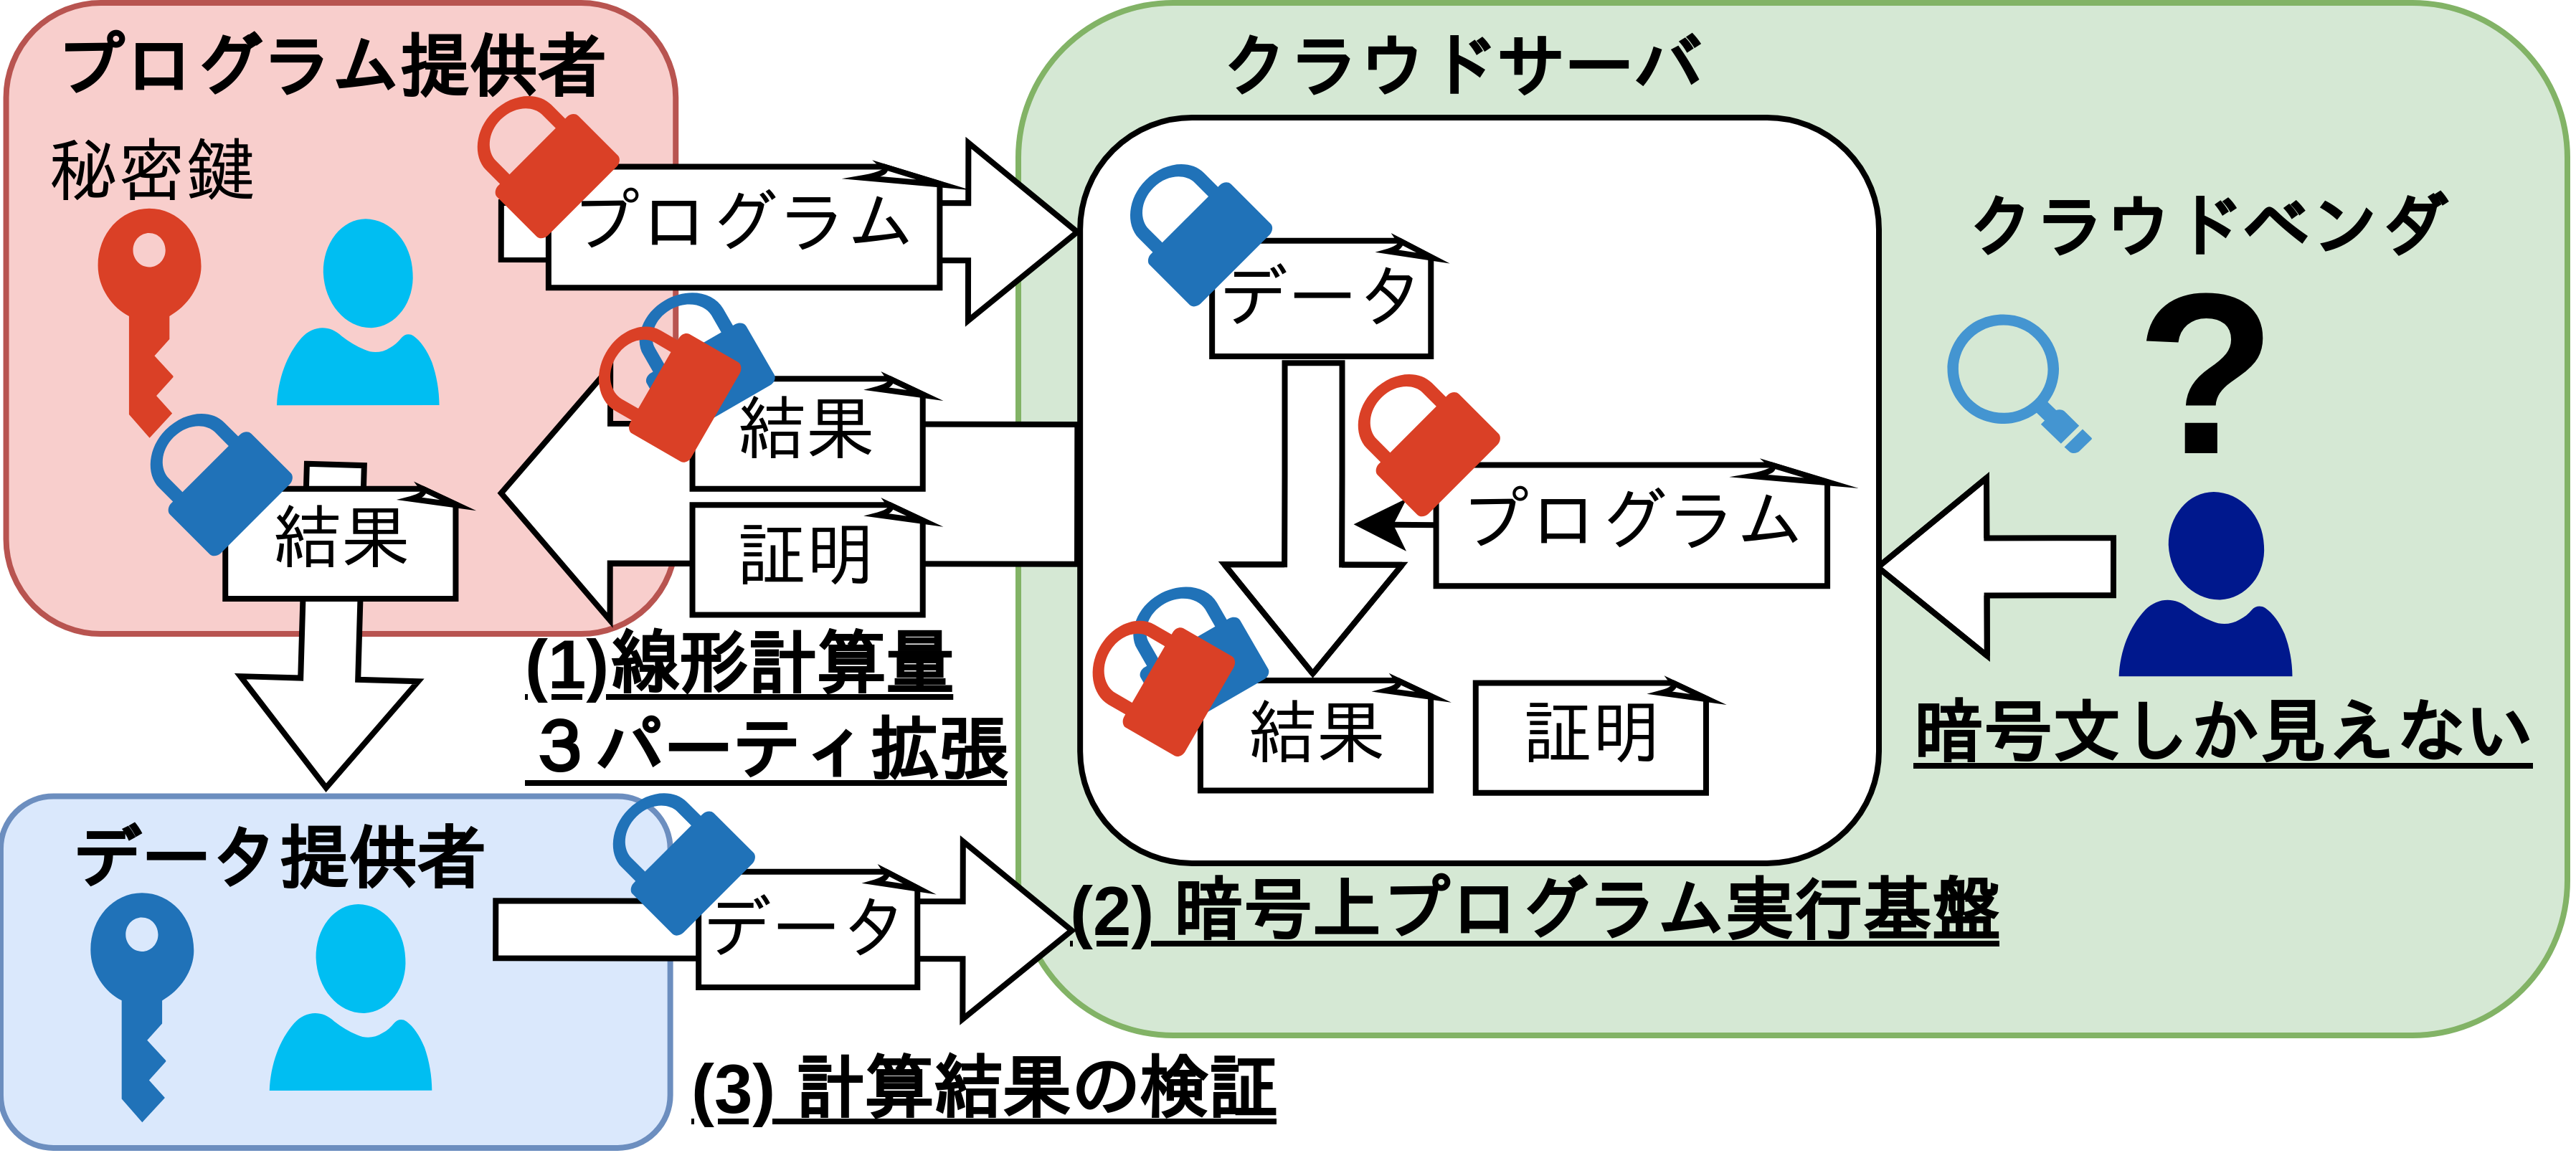 プログラム提供者
秘密鍵
プログラム
結果
証明
結果
(1)線形計算量
３パーティ拡張
データ提供者
データ
(3) 計算結果の検証
クラウドサーバ
データ
プログラム
結果
証明
(2) 暗号上プログラム実行基盤
クラウドベンダ
?
暗号文しか見えない